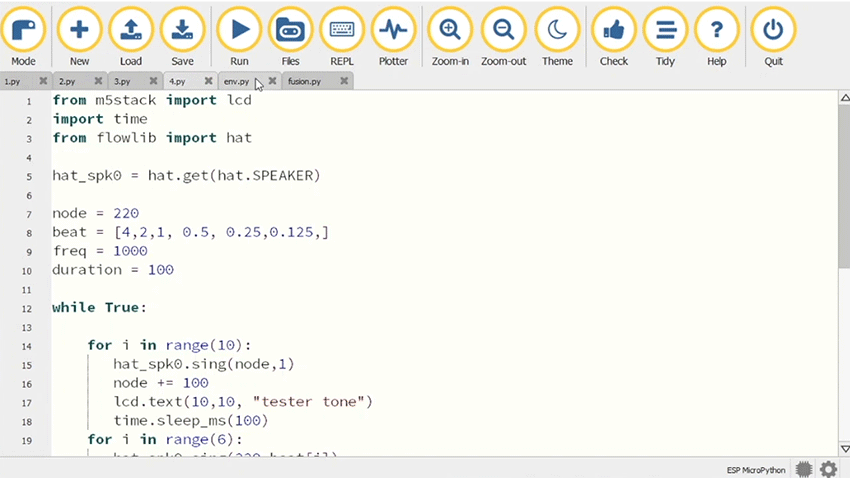 Mode New Load Save Run Files REPL Plotter Zoom-in Zoom-out Theme Check Tidy Help Quit
1.py 2.py 3.py 4.py env.py fusion.py
1 from m5stack import lcd
2 import time
3 from flowlib import hat
4
5 hat_spk0 = hat.get(hat.SPEAKER)
6
7 node = 220
8 beat = [4,2,1, 0.5, 0.25,0.125,]
9 freq = 1000
10 duration = 100
11
12 while True:
13
14 for i in range(10):
15 hat_spk0.sing(node,1)
16 node += 100
17 lcd.text(10,10, "tester tone")
18 time.sleep_ms(100)
19 for i in range(6):
hat_spk0.sing(220,beat[i])
ESP MicroPython